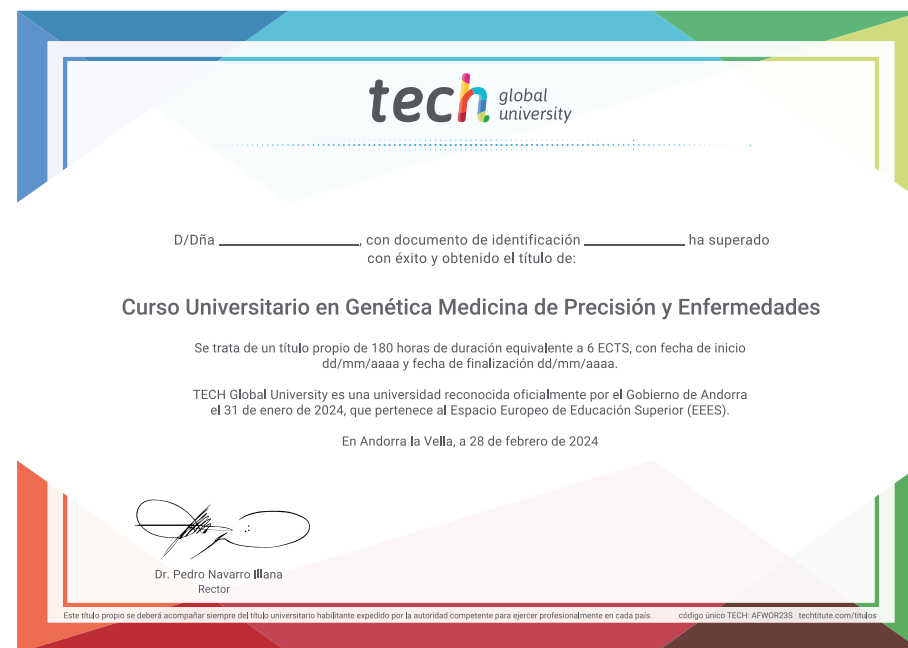 tech global university
D/Dña ______________, con documento de identificación __________ ha superado
con éxito y obtenido el título de:
Curso Universitario en Genética Medicina de Precisión y Enfermedades
Se trata de un título propio de 180 horas de duración equivalente a 6 ECTS, con fecha de inicio
dd/mm/aaaa y fecha de finalización dd/mm/aaaa.
TECH Global University es una universidad reconocida oficialmente por el Gobierno de Andorra
el 31 de enero de 2024, que pertenece al Espacio Europeo de Educación Superior (EEES).
En Andorra la Vella, a 28 de febrero de 2024
Dr. Pedro Navarro Illana
Rector
Este título propio se deberá acompañar siempre del título universitario habilitante expedido por la autoridad competente para ejercer profesionalmente en cada país. código único TECH: AFWOR23S techtitute.com/titulos